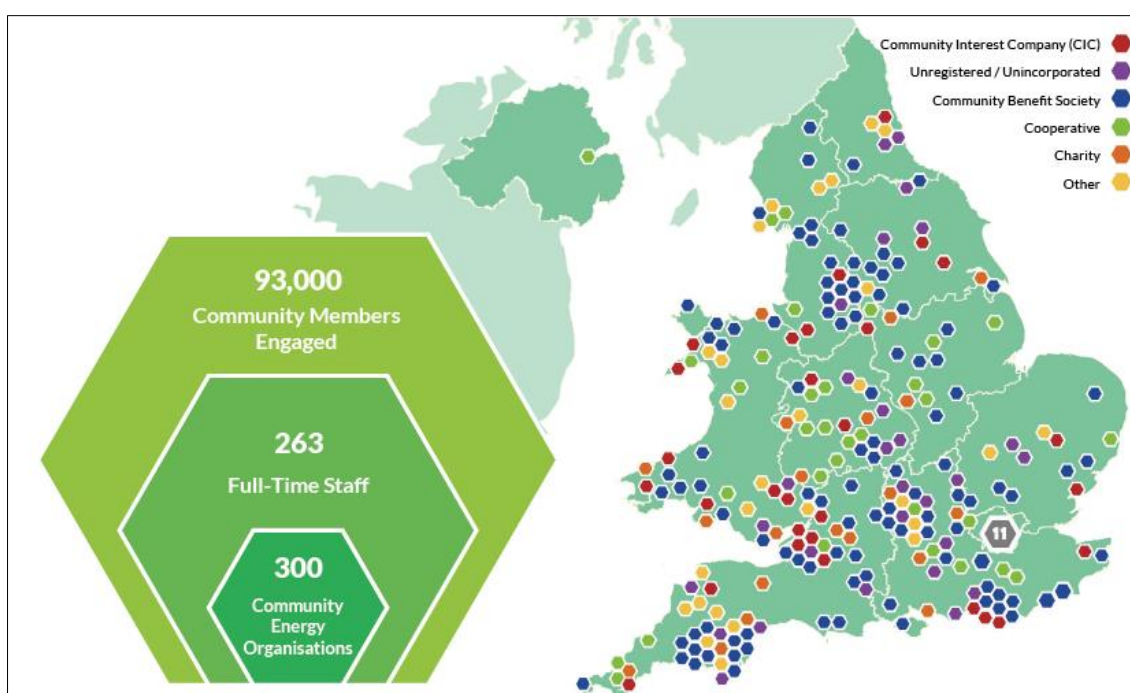 93,000
Community Members
Engaged
263
Full-Time Staff
300
Community
Energy
Organisations
Community Interest Company (CIC)
Unregistered / Unincorporated
Community Benefit Society
Cooperative
Charity
Other
11